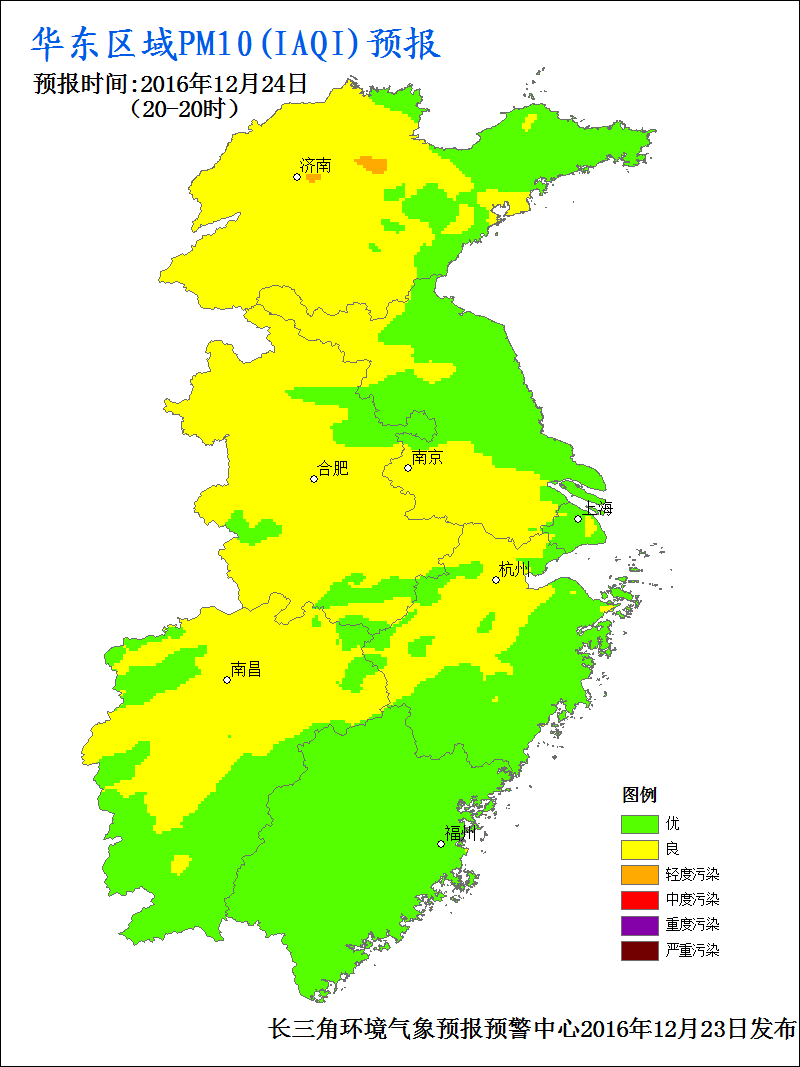 华东区域PM10(IAQI)预报
预报时间:2016年12月24日
(20-20时)
济南
南京
合肥
上海
杭州
南昌
福州
图例
优
良
轻度污染
中度污染
重度污染
严重污染
长三角环境气象预报预警中心2016年12月23日发布